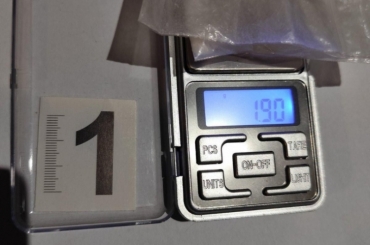 1
190
PCS
TARE
ON-OFF
UNITS